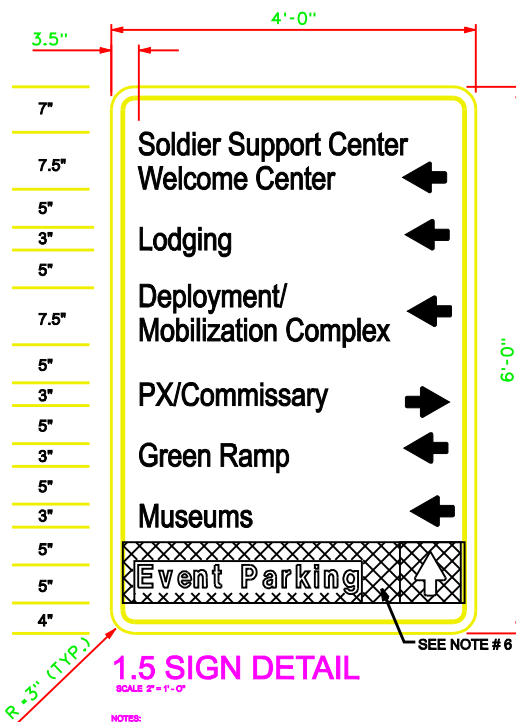 4'-0"
3.5"
7"
7.5"
5"
3"
5"
7.5"
5"
3"
5"
3"
5"
3"
5"
5"
4"
Soldier Support Center
Welcome Center
Lodging
Deployment/
Mobilization Complex
PX/Commissary
Green Ramp
Museums
Event Parking
6'-0"
SEE NOTE # 6
R =3" (TYP.)
1.5 SIGN DETAIL
SCALE 2" = 1' - O"
NOTES: